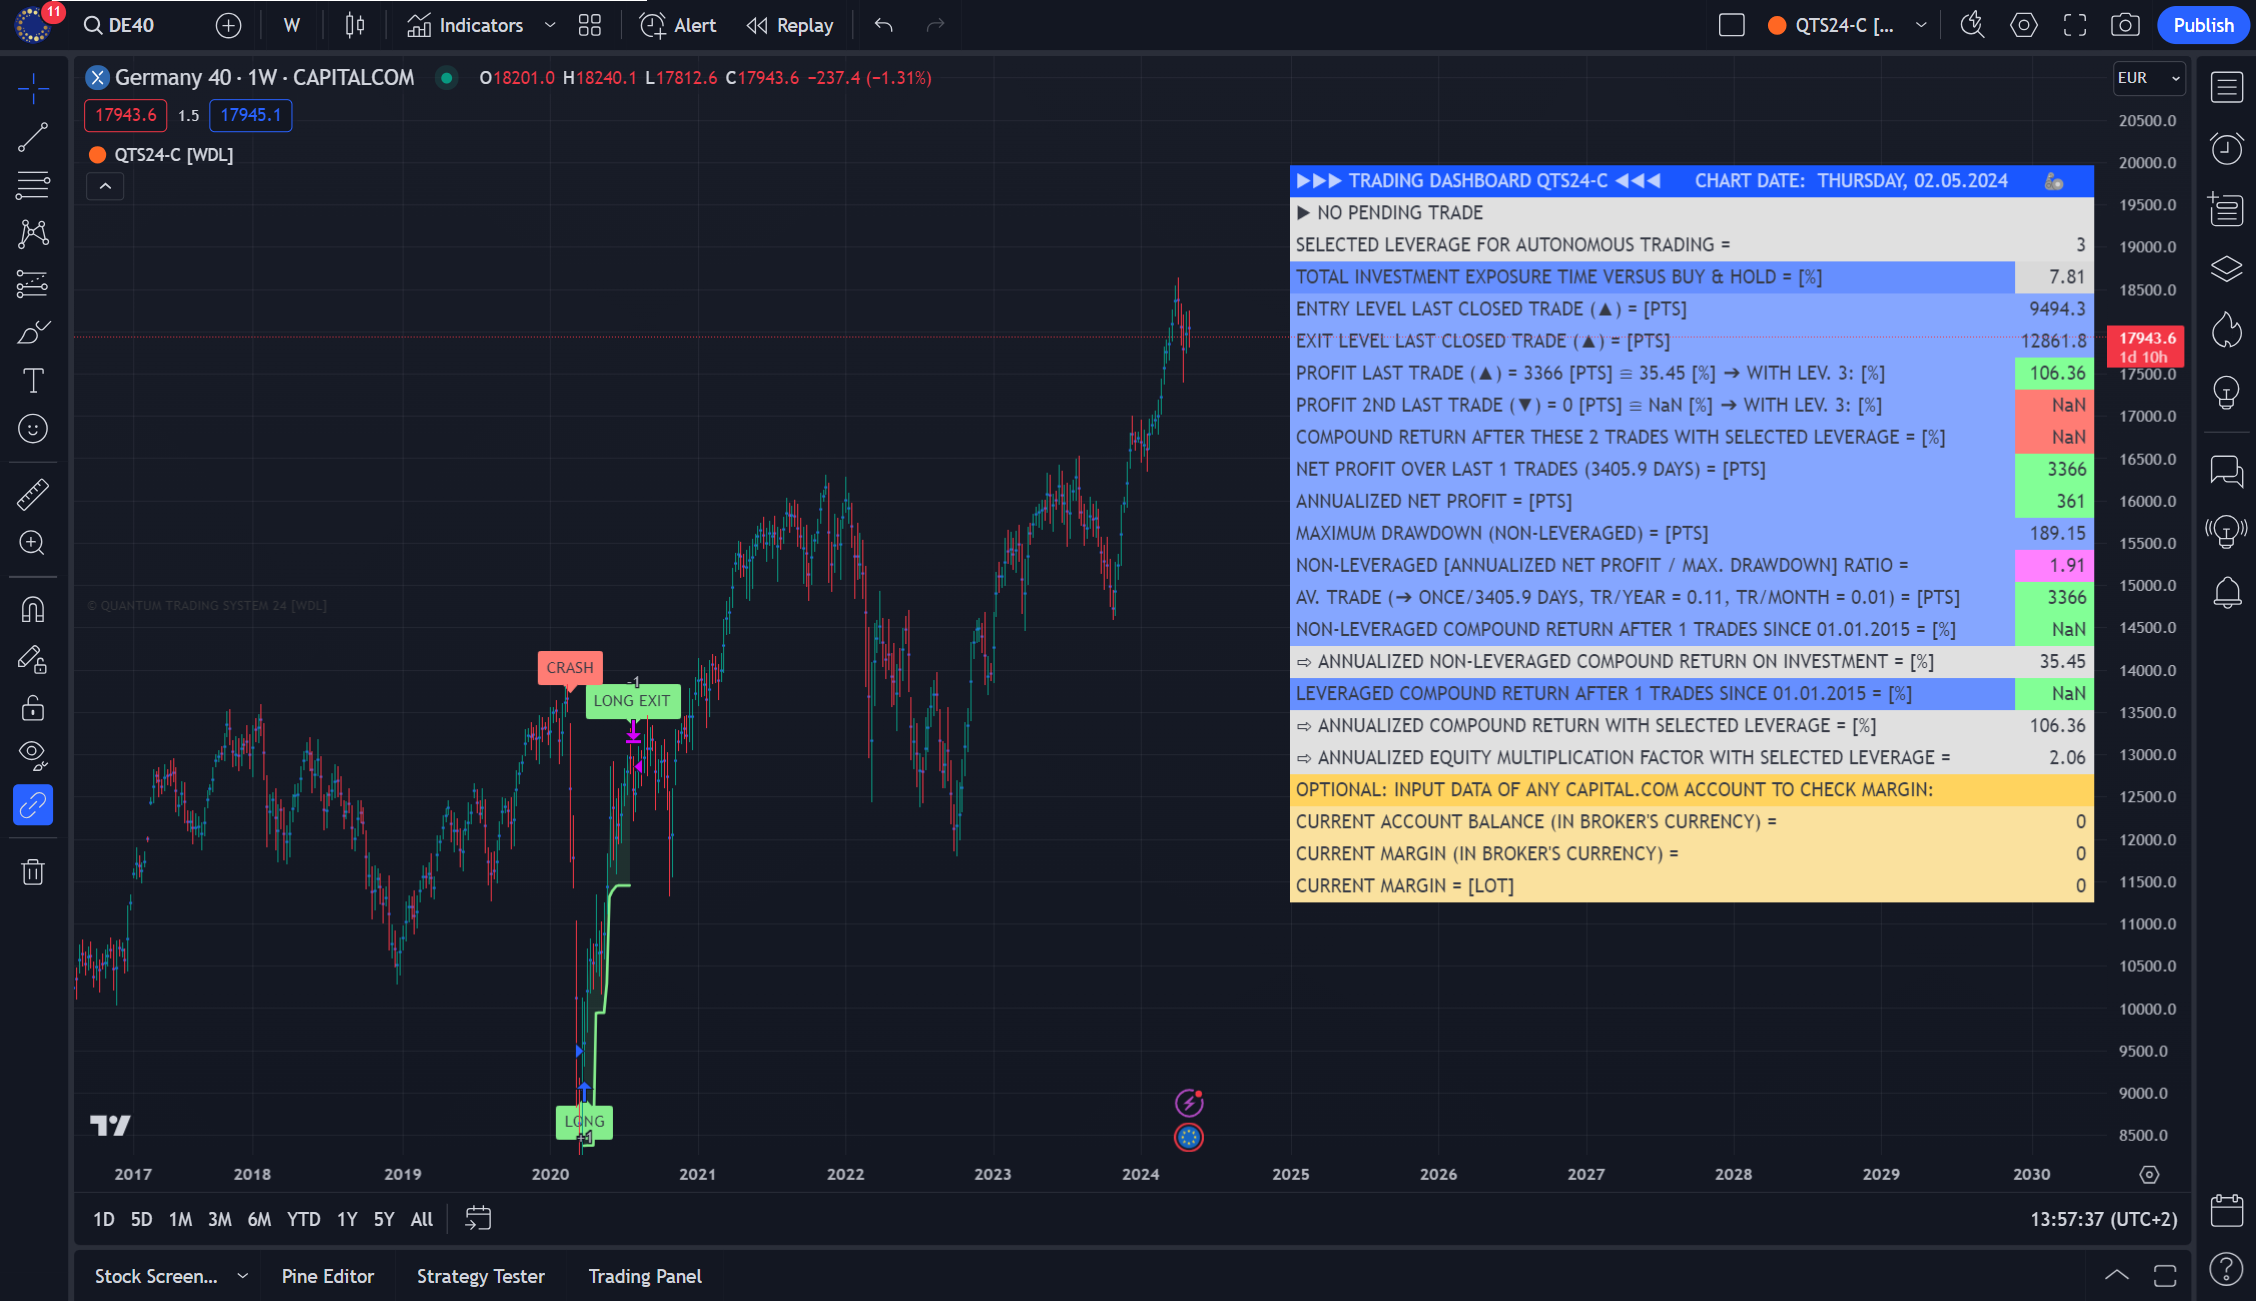 11
DE40
W
Indicators
Alert
Replay
QTS24-C [...
Publish
Germany 40 · 1W · CAPITALCOM
O18201.0 H18240.1 L17812.6 C17943.6 −237.4 (−1.31%)
EUR
17943.6 1.5 17945.1
QTS24-C [WDL]
▶▶▶ TRADING DASHBOARD QTS24-C ◀◀◀ CHART DATE: THURSDAY, 02.05.2024
▶ NO PENDING TRADE
SELECTED LEVERAGE FOR AUTONOMOUS TRADING = 3
TOTAL INVESTMENT EXPOSURE TIME VERSUS BUY & HOLD = [%] 7.81
ENTRY LEVEL LAST CLOSED TRADE (▲) = [PTS] 9494.3
EXIT LEVEL LAST CLOSED TRADE (▲) = [PTS] 12861.8
PROFIT LAST TRADE (▲) = 3366 [PTS] ≡ 35.45 [%] ➔ WITH LEV. 3: [%] 106.36
PROFIT 2ND LAST TRADE (▼) = 0 [PTS] ≡ NaN [%] ➔ WITH LEV. 3: [%] NaN
COMPOUND RETURN AFTER THESE 2 TRADES WITH SELECTED LEVERAGE = [%] NaN
NET PROFIT OVER LAST 1 TRADES (3405.9 DAYS) = [PTS] 3366
ANNUALIZED NET PROFIT = [PTS] 361
MAXIMUM DRAWDOWN (NON-LEVERAGED) = [PTS] 189.15
NON-LEVERAGED [ANNUALIZED NET PROFIT / MAX. DRAWDOWN] RATIO = 1.91
AV. TRADE (➔ ONCE/3405.9 DAYS, TR/YEAR = 0.11, TR/MONTH = 0.01) = [PTS] 3366
NON-LEVERAGED COMPOUND RETURN AFTER 1 TRADES SINCE 01.01.2015 = [%] NaN
⇨ ANNUALIZED NON-LEVERAGED COMPOUND RETURN ON INVESTMENT = [%] 35.45
LEVERAGED COMPOUND RETURN AFTER 1 TRADES SINCE 01.01.2015 = [%] NaN
⇨ ANNUALIZED COMPOUND RETURN WITH SELECTED LEVERAGE = [%] 106.36
⇨ ANNUALIZED EQUITY MULTIPLICATION FACTOR WITH SELECTED LEVERAGE = 2.06
OPTIONAL: INPUT DATA OF ANY CAPITAL.COM ACCOUNT TO CHECK MARGIN:
CURRENT ACCOUNT BALANCE (IN BROKER'S CURRENCY) = 0
CURRENT MARGIN (IN BROKER'S CURRENCY) = 0
CURRENT MARGIN = [LOT] 0
20500.0
20000.0
19500.0
19000.0
18500.0
17943.6
1d 10h
17500.0
17000.0
16500.0
16000.0
15500.0
15000.0
14500.0
14000.0
13500.0
13000.0
12500.0
12000.0
11500.0
11000.0
10500.0
10000.0
9500.0
9000.0
8500.0
© QUANTUM TRADING SYSTEM 24 [WDL]
CRASH
-1
LONG EXIT
LONG
+1
2017 2018 2019 2020 2021 2022 2023 2024 2025 2026 2027 2028 2029 2030
1D 5D 1M 3M 6M YTD 1Y 5Y All
13:57:37 (UTC+2)
Stock Screen... Pine Editor Strategy Tester Trading Panel